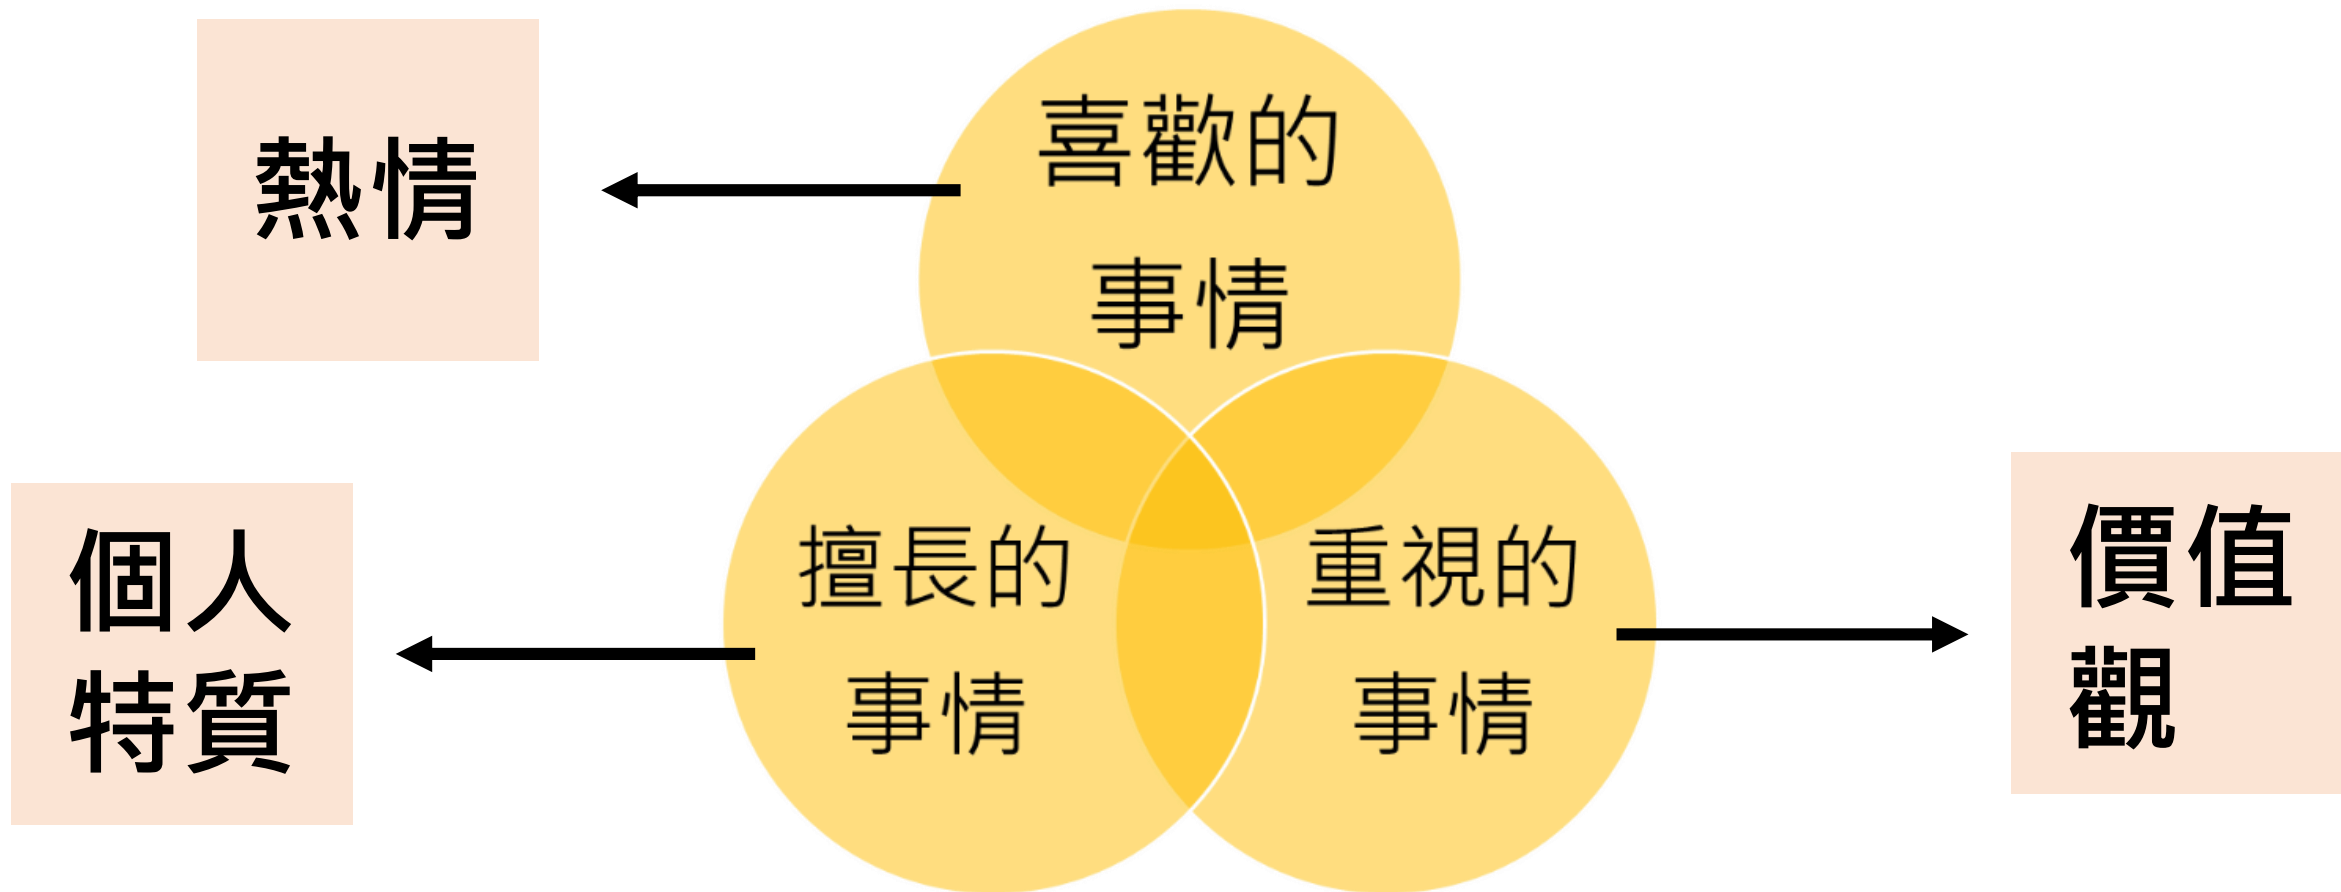 熱情
喜歡的
事情
個人
特質
擅長的
事情
重視的
事情
價值
觀